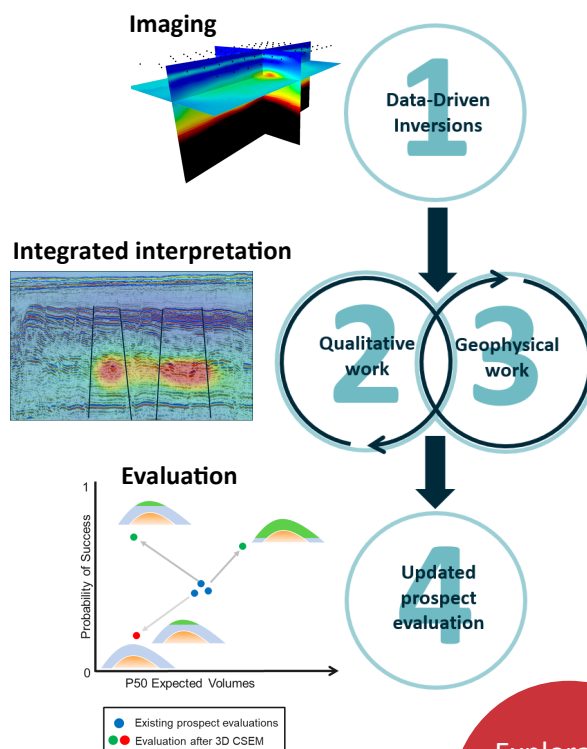 Imaging
1
Data-Driven
Inversions
Integrated interpretation
2
Qualitative
work
3
Geophysical
work
Evaluation
1
Probability of Success
0
P50 Expected Volumes
Existing prospect evaluations
Evaluation after 3D CSEM
4
Updated
prospect
evaluation